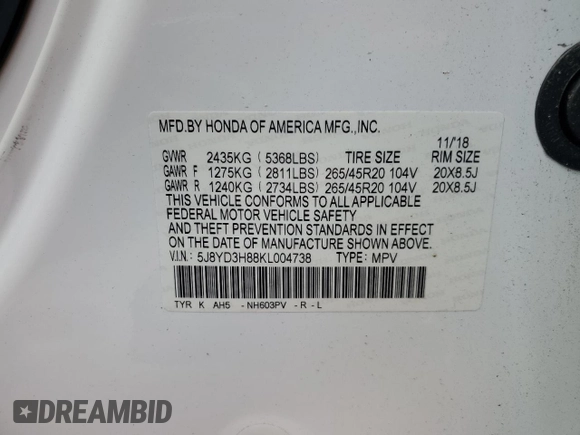 MFD.BY HONDA OF AMERICA MFG.,INC.
11/'18
GVWR 2435KG ( 5368LBS) TIRE SIZE RIM SIZE
GAWR F 1275KG ( 2811LBS) 265/45R20 104V 20X8.5J
GAWR R 1240KG ( 2734LBS) 265/45R20 104V 20X8.5J
THIS VEHICLE CONFORMS TO ALL APPLICABLE
FEDERAL MOTOR VEHICLE SAFETY
AND THEFT PREVENTION STANDARDS IN EFFECT
ON THE DATE OF MANUFACTURE SHOWN ABOVE.
V.I.N.: 5J8YD3H88KL004738 TYPE: MPV
TYR K AH5 - NH603PV - R - L
DREAMBID